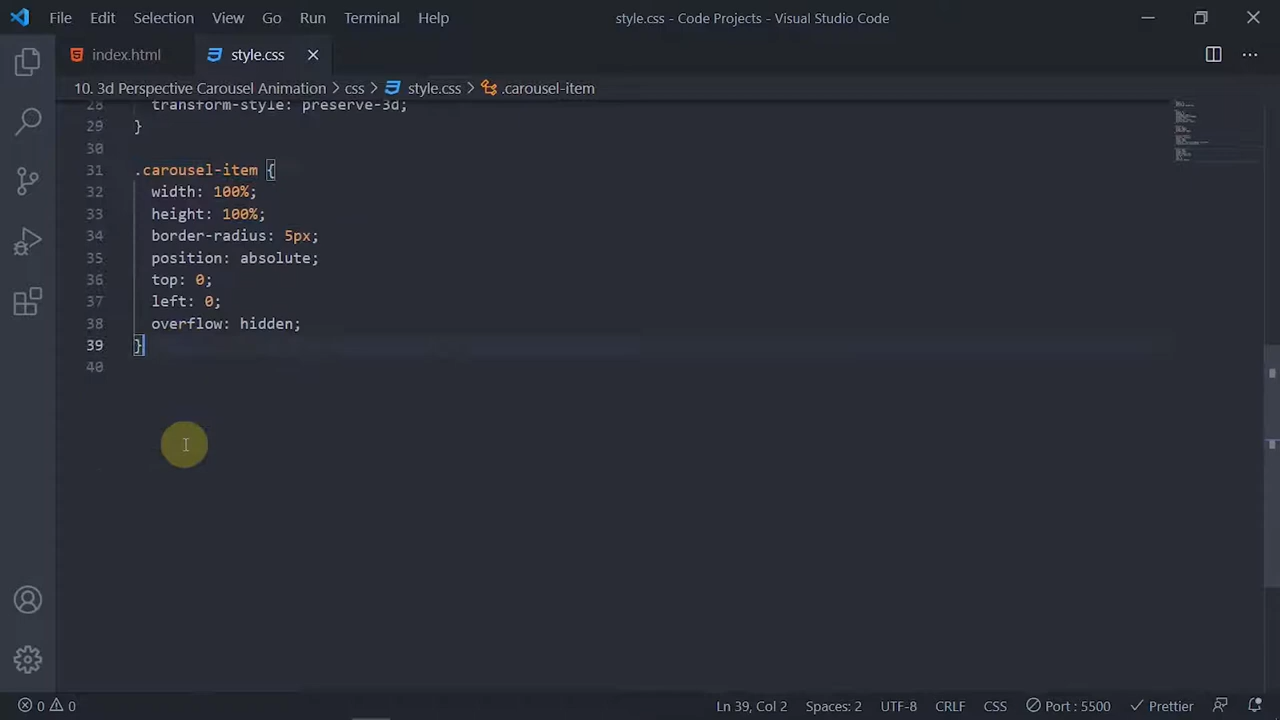 File Edit Selection View Go Run Terminal Help style.css - Code Projects - Visual Studio Code
index.html style.css
10. 3d Perspective Carousel Animation > css > style.css > .carousel-item
28 transform-style: preserve-3d;
29 }
30
31 .carousel-item {
32 width: 100%;
33 height: 100%;
34 border-radius: 5px;
35 position: absolute;
36 top: 0;
37 left: 0;
38 overflow: hidden;
39 }
40
0 0 Ln 39, Col 2 Spaces: 2 UTF-8 CRLF CSS Port : 5500 Prettier